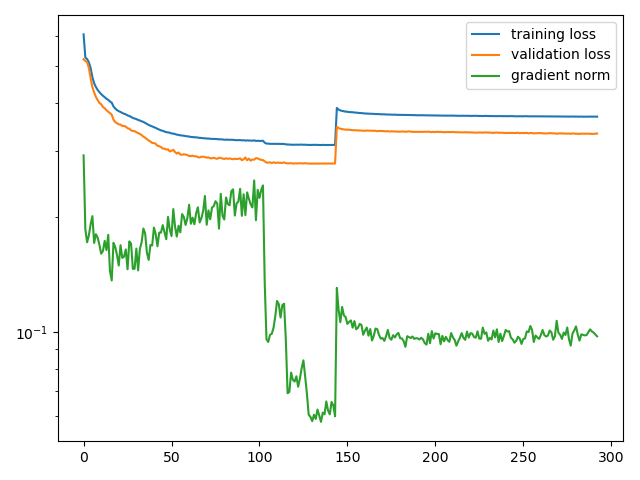 training loss
validation loss
gradient norm
10⁻¹
0 50 100 150 200 250 300